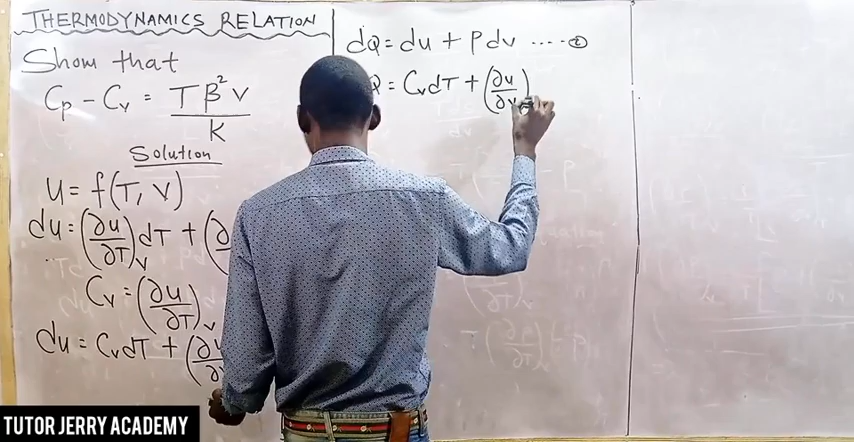 THERMODYNAMICS RELATION
Show that
Cp - Cv = Tβ²V / K
Solution
u = f(T, V)
du = (∂u/∂T)v dT + (∂
Cv = (∂u/∂T)v
du = CvdT + (∂u/∂v
dQ = du + Pdv ---- ②
Q = CvdT + (∂u/∂v)
TUTOR JERRY ACADEMY